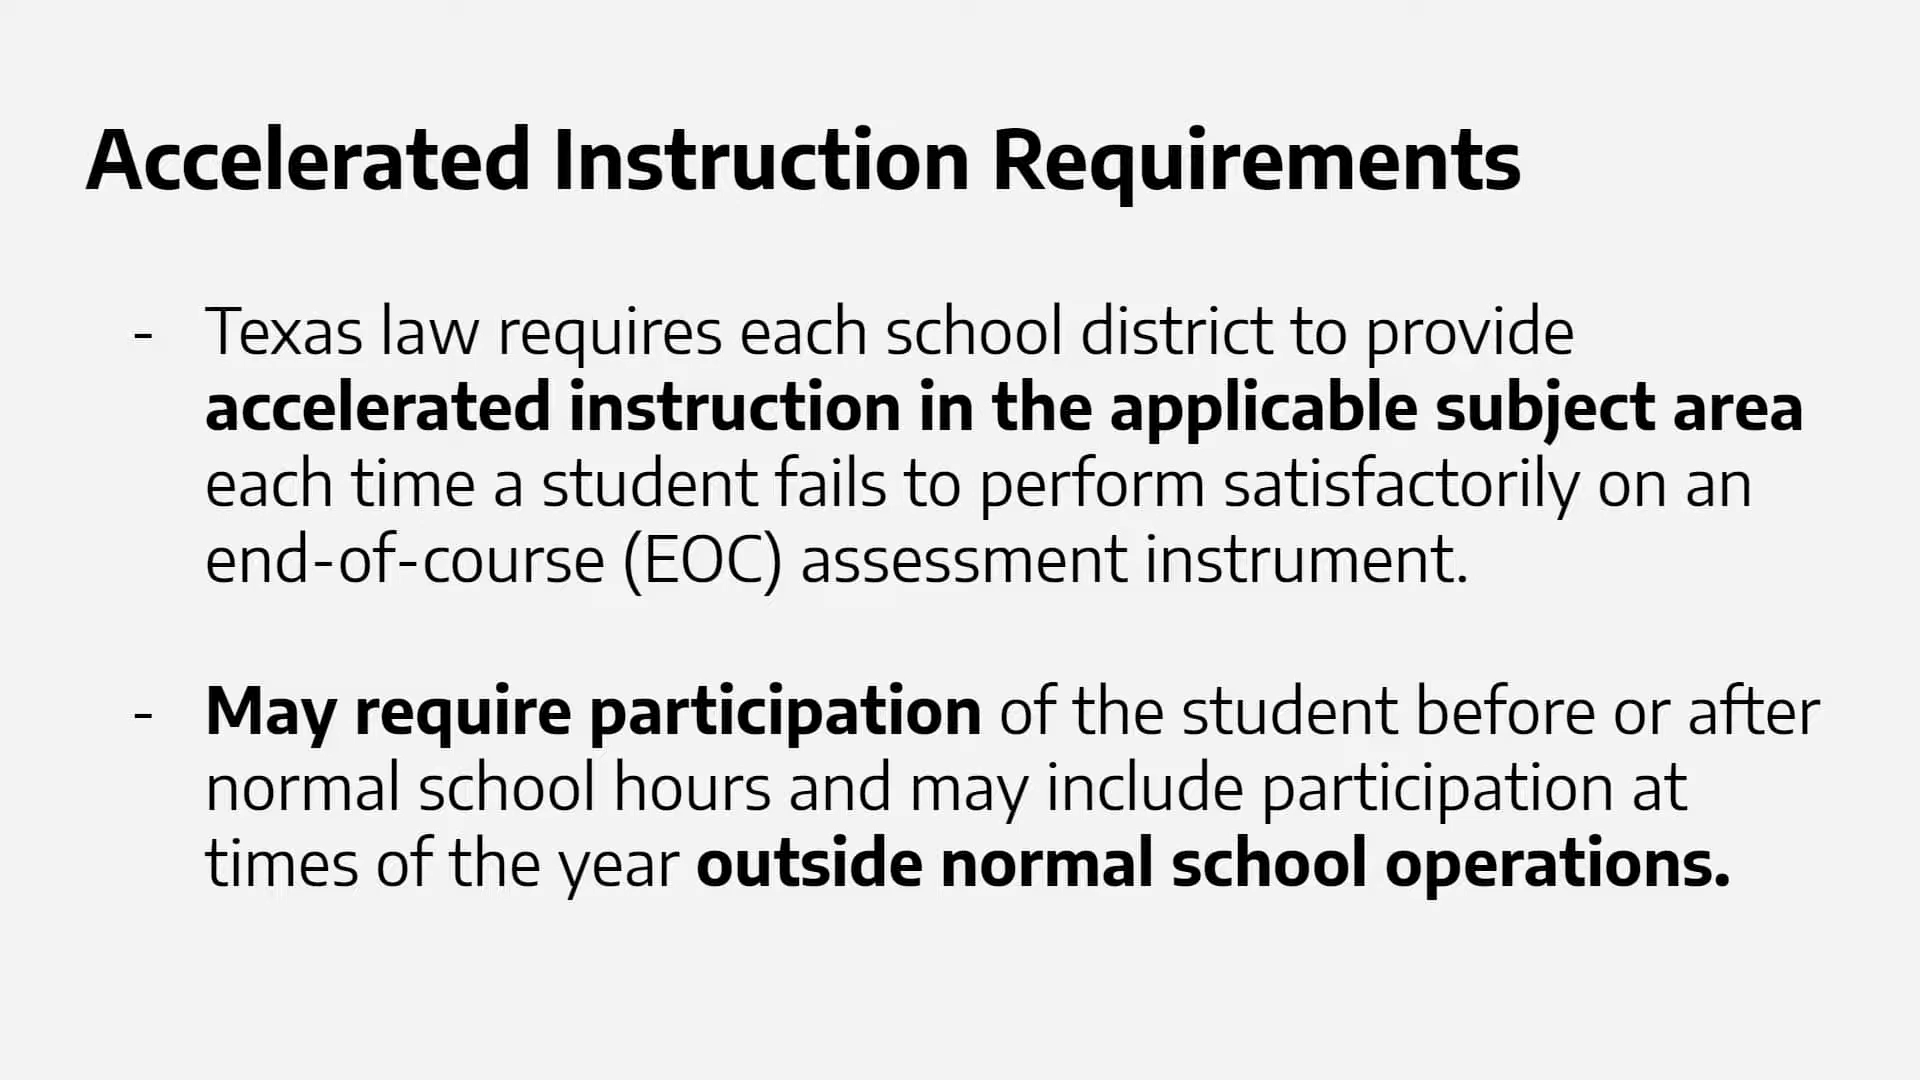 Accelerated Instruction Requirements
- Texas law requires each school district to provide
accelerated instruction in the applicable subject area
each time a student fails to perform satisfactorily on an
end-of-course (EOC) assessment instrument.
- May require participation of the student before or after
normal school hours and may include participation at
times of the year outside normal school operations.